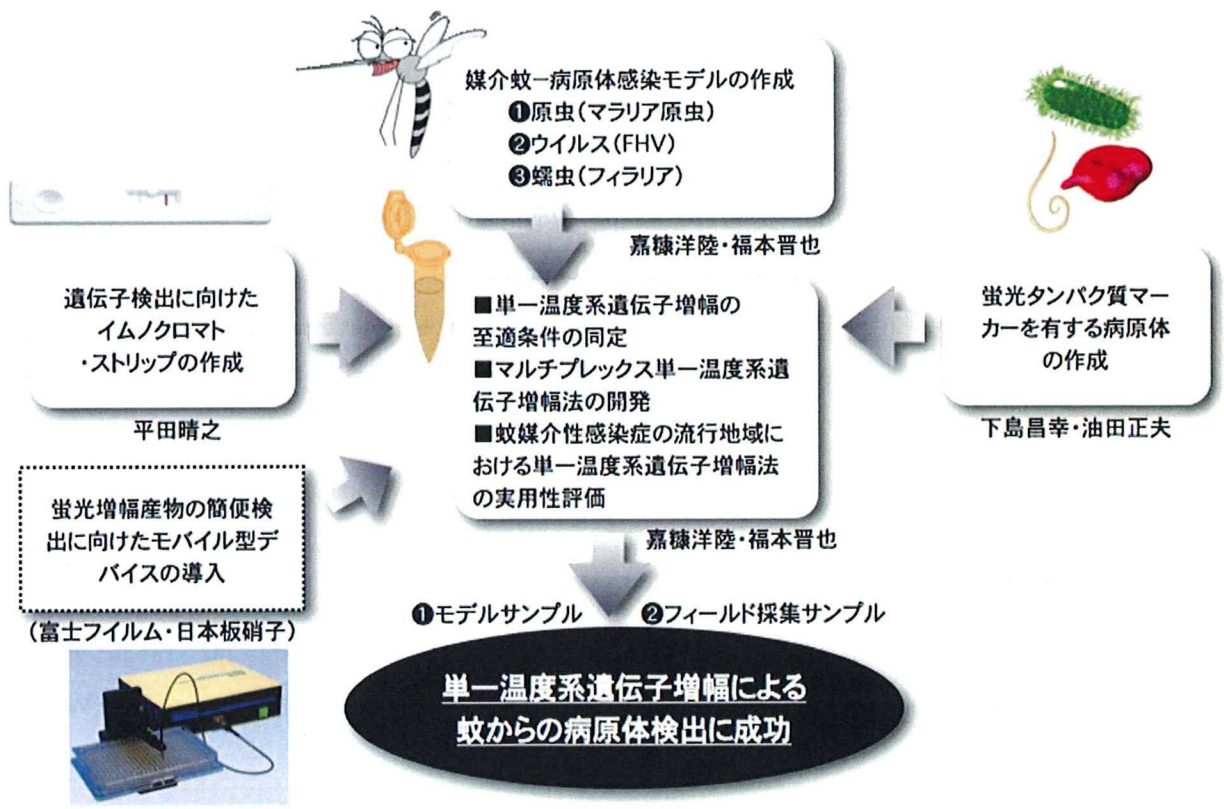 媒介蚊－病原体感染モデルの作成
❶原虫（マラリア原虫）
❷ウイルス（FHV）
❸蠕虫（フィラリア）
嘉糠洋陸・福本晋也
遺伝子検出に向けた
イムノクロマト
・ストリップの作成
平田晴之
■単一温度系遺伝子増幅の
至適条件の同定
■マルチプレックス単一温度系遺
伝子増幅法の開発
■蚊媒介性感染症の流行地域に
おける単一温度系遺伝子増幅法
の実用性評価
嘉糠洋陸・福本晋也
蛍光タンパク質マー
カーを有する病原体
の作成
下島昌幸・油田正夫
蛍光増幅産物の簡便検
出に向けたモバイル型デ
バイスの導入
（富士フイルム・日本板硝子）
❶モデルサンプル ❷フィールド採集サンプル
単一温度系遺伝子増幅による
蚊からの病原体検出に成功